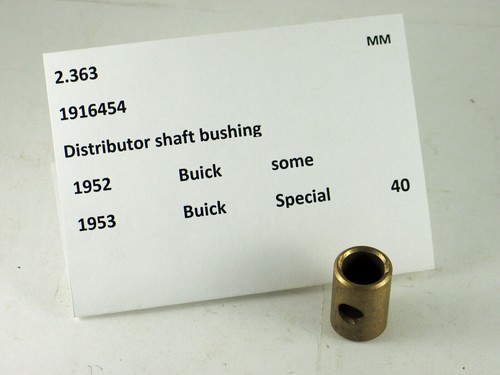 MM
2.363
1916454
Distributor shaft bushing
1952 Buick some
1953 Buick Special 40